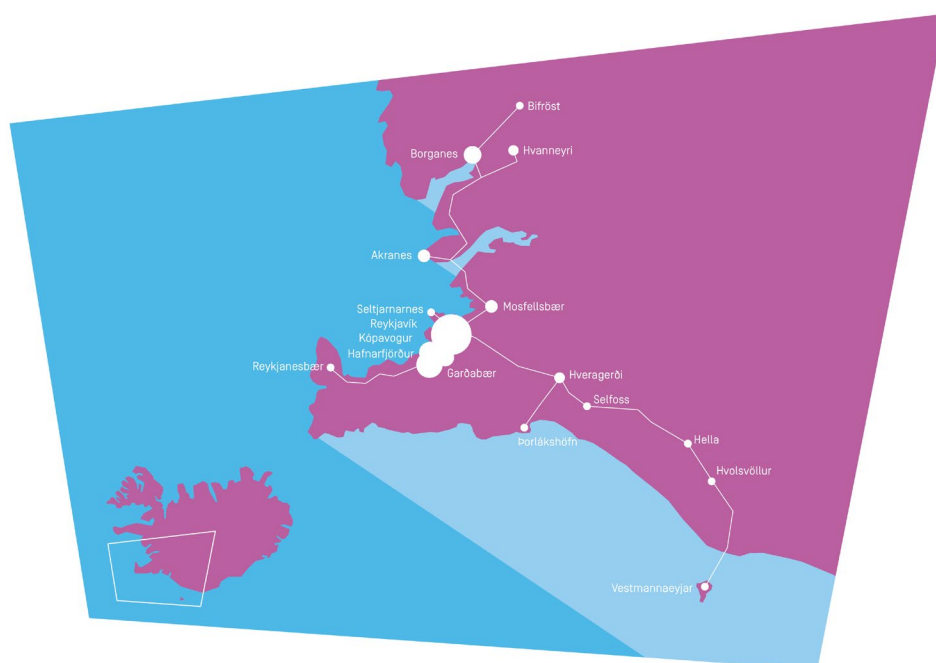 Bifröst
Borganes
Hvanneyri
Akranes
Mosfellsbær
Seltjarnarnes
Reykjavík
Kópavogur
Hafnarfjörður
Reykjanesbær
Garðabær
Hveragerði
Selfoss
Þorlákshöfn
Hella
Hvolsvöllur
Vestmannaeyjar